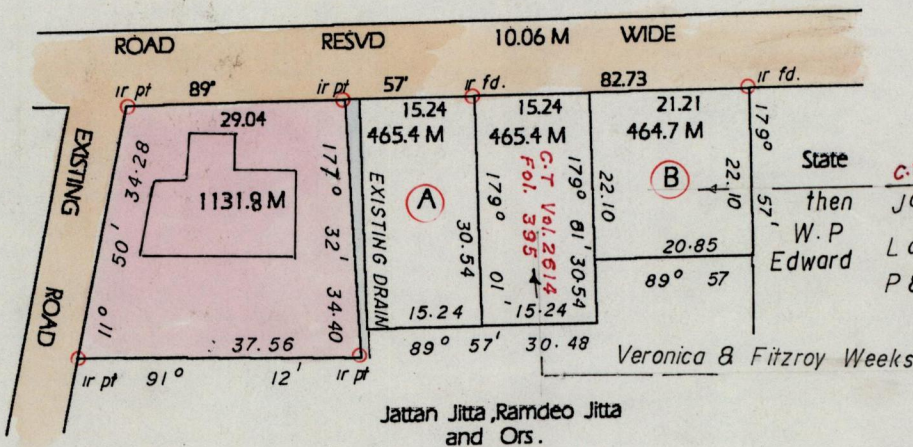 ROAD RESVD 10.06 M WIDE
ir pt 89° ir pt 57' ir fd. 82.73 ir fd.
29.04 15.24 15.24 21.21
465.4 M 465.4 M 464.7 M
EXISTING ROAD
34.28
50'
11°
1131.8 M
177° 32' 34.40
EXISTING DRAIN
A
30.54
179° 01'
C.T Vol. 2614
Fol. 395
179° 81' 30.54
22.10
B
22.10
179° 57'
State
then
W.P
Edward
C.
L
P &
20.85
89° 57
15.24 15.24
37.56
89° 57' 30.48
ir pt 91° 12' ir pt
Veronica & Fitzroy Weeks
Jattan Jitta, Ramdeo Jitta
and Ors.